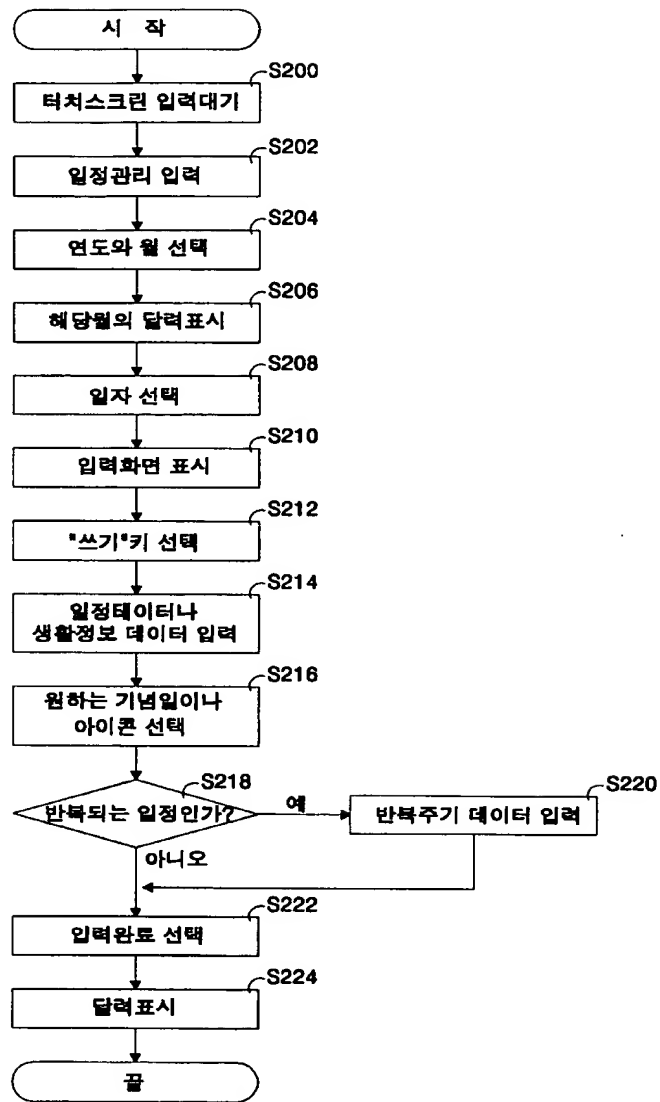 시 작
S200
터치스크린 입력대기
S202
일정관리 입력
S204
연도와 월 선택
S206
해당월의 달력표시
S208
일자 선택
S210
입력화면 표시
S212
"쓰기"키 선택
S214
일정데이터나
생활정보 데이터 입력
S216
원하는 기념일이나
아이콘 선택
S218
반복되는 일정인가?
예
S220
반복주기 데이터 입력
아니오
S222
입력완료 선택
S224
달력표시
끝